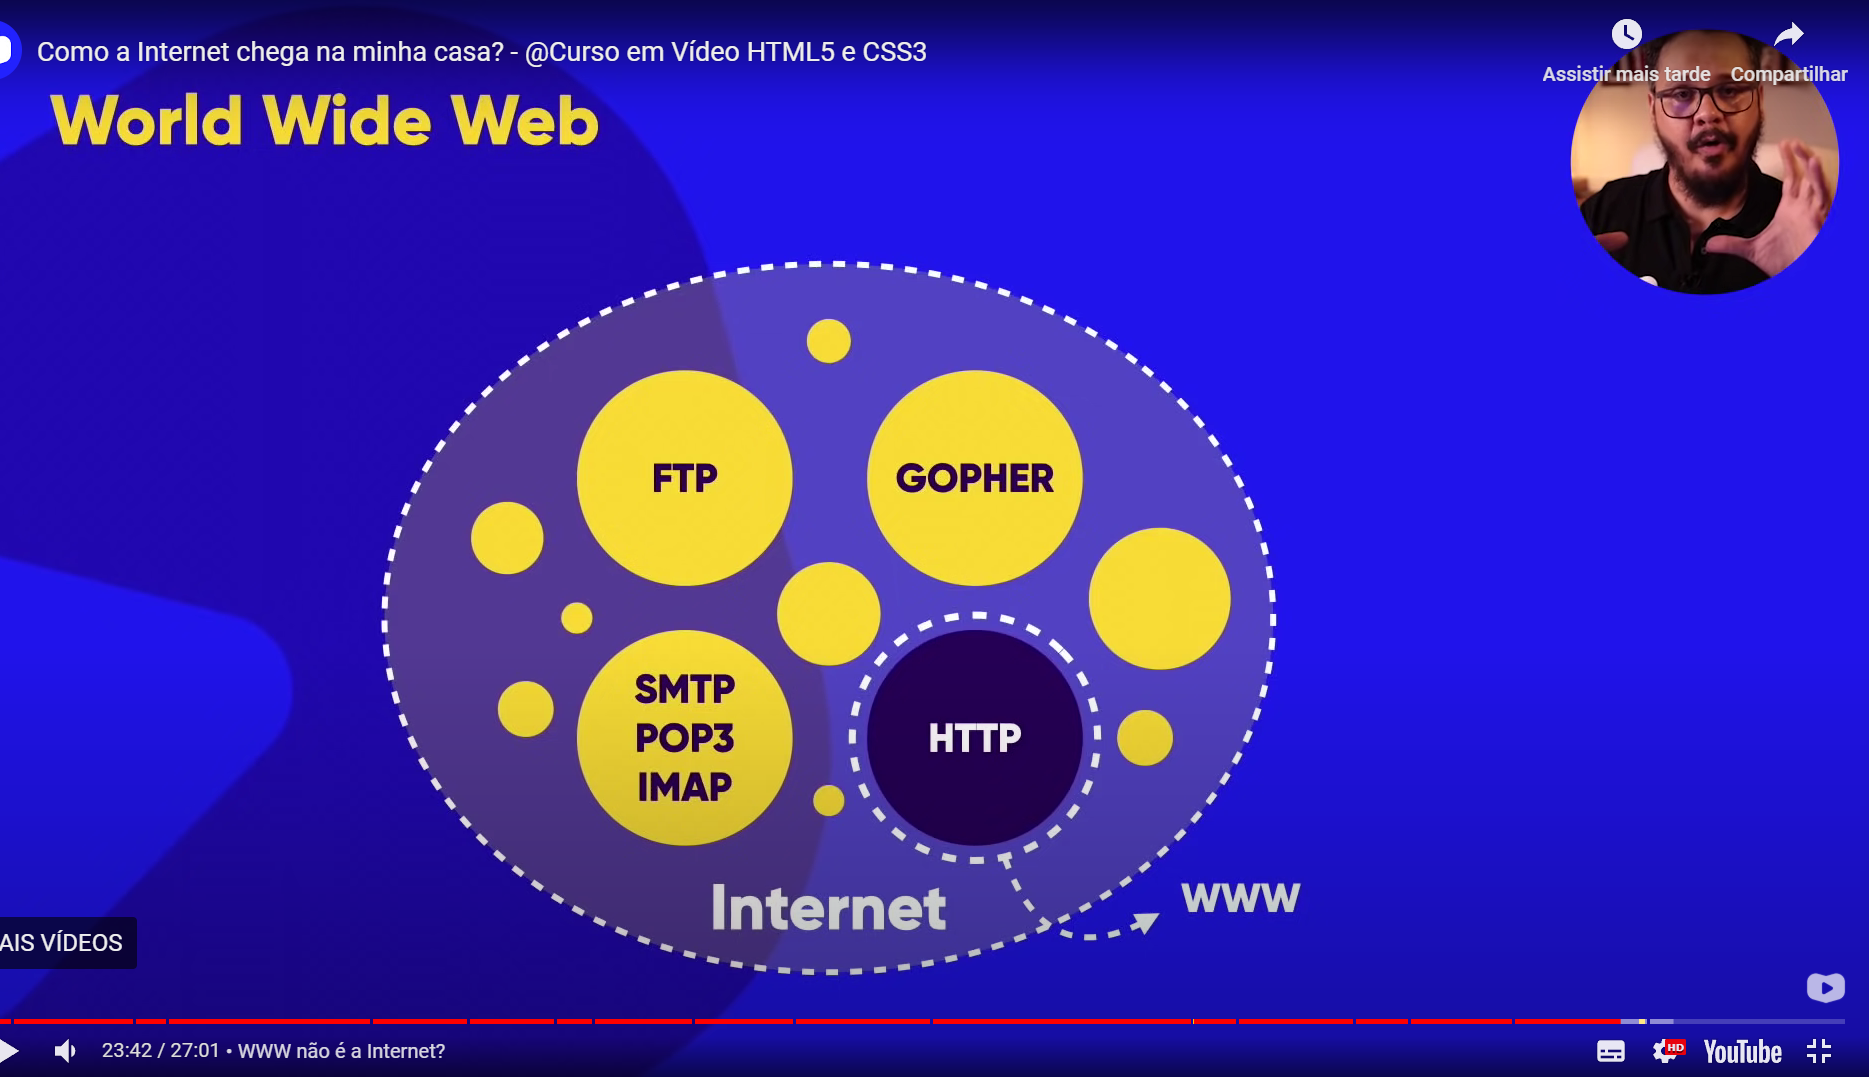 Como a Internet chega na minha casa? - @Curso em Vídeo HTML5 e CSS3
Assistir mais tarde
Compartilhar
World Wide Web
FTP
GOPHER
SMTP
POP3
IMAP
HTTP
Internet
WWW
AIS VÍDEOS
23:42 / 27:01 • WWW não é a Internet?
HD
YouTube